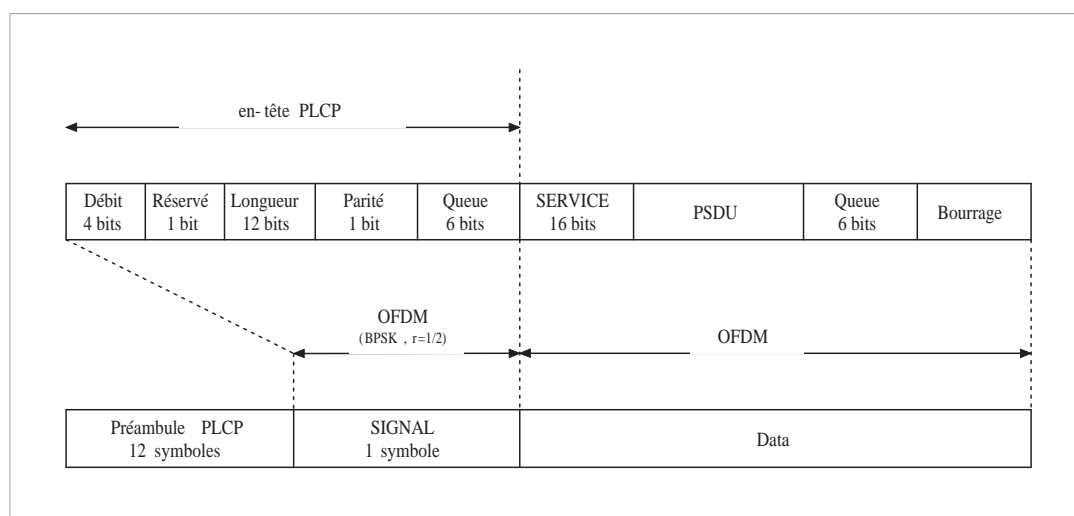 en- tête PLCP
Débit
4 bits
Réservé
1 bit
Longueur
12 bits
Parité
1 bit
Queue
6 bits
SERVICE
16 bits
PSDU
Queue
6 bits
Bourrage
OFDM
(BPSK , r=1/2)
OFDM
Préambule PLCP
12 symboles
SIGNAL
1 symbole
Data